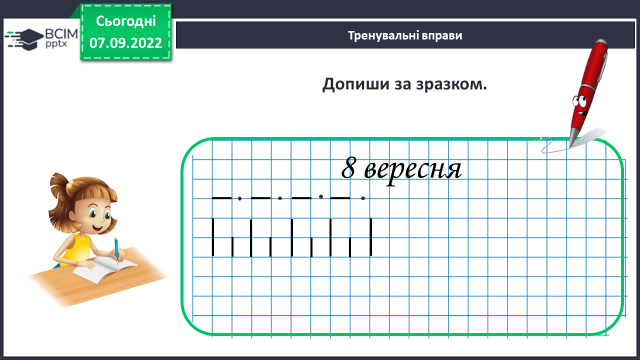 Сьогодні
07.09.2022
ВСІМ
pptx
Тренувальні вправи
Допиши за зразком.
8 вересня